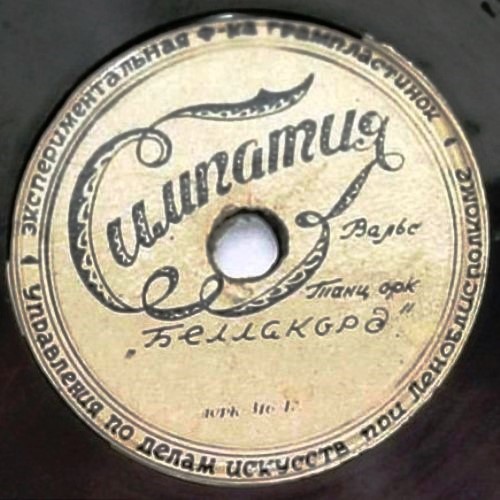 Экспериментальная ф-ка грампластинок
Управления по делам искусств при Леноблисполкоме
Симпатия
Вальс
Танц орк
„Беллакорд"